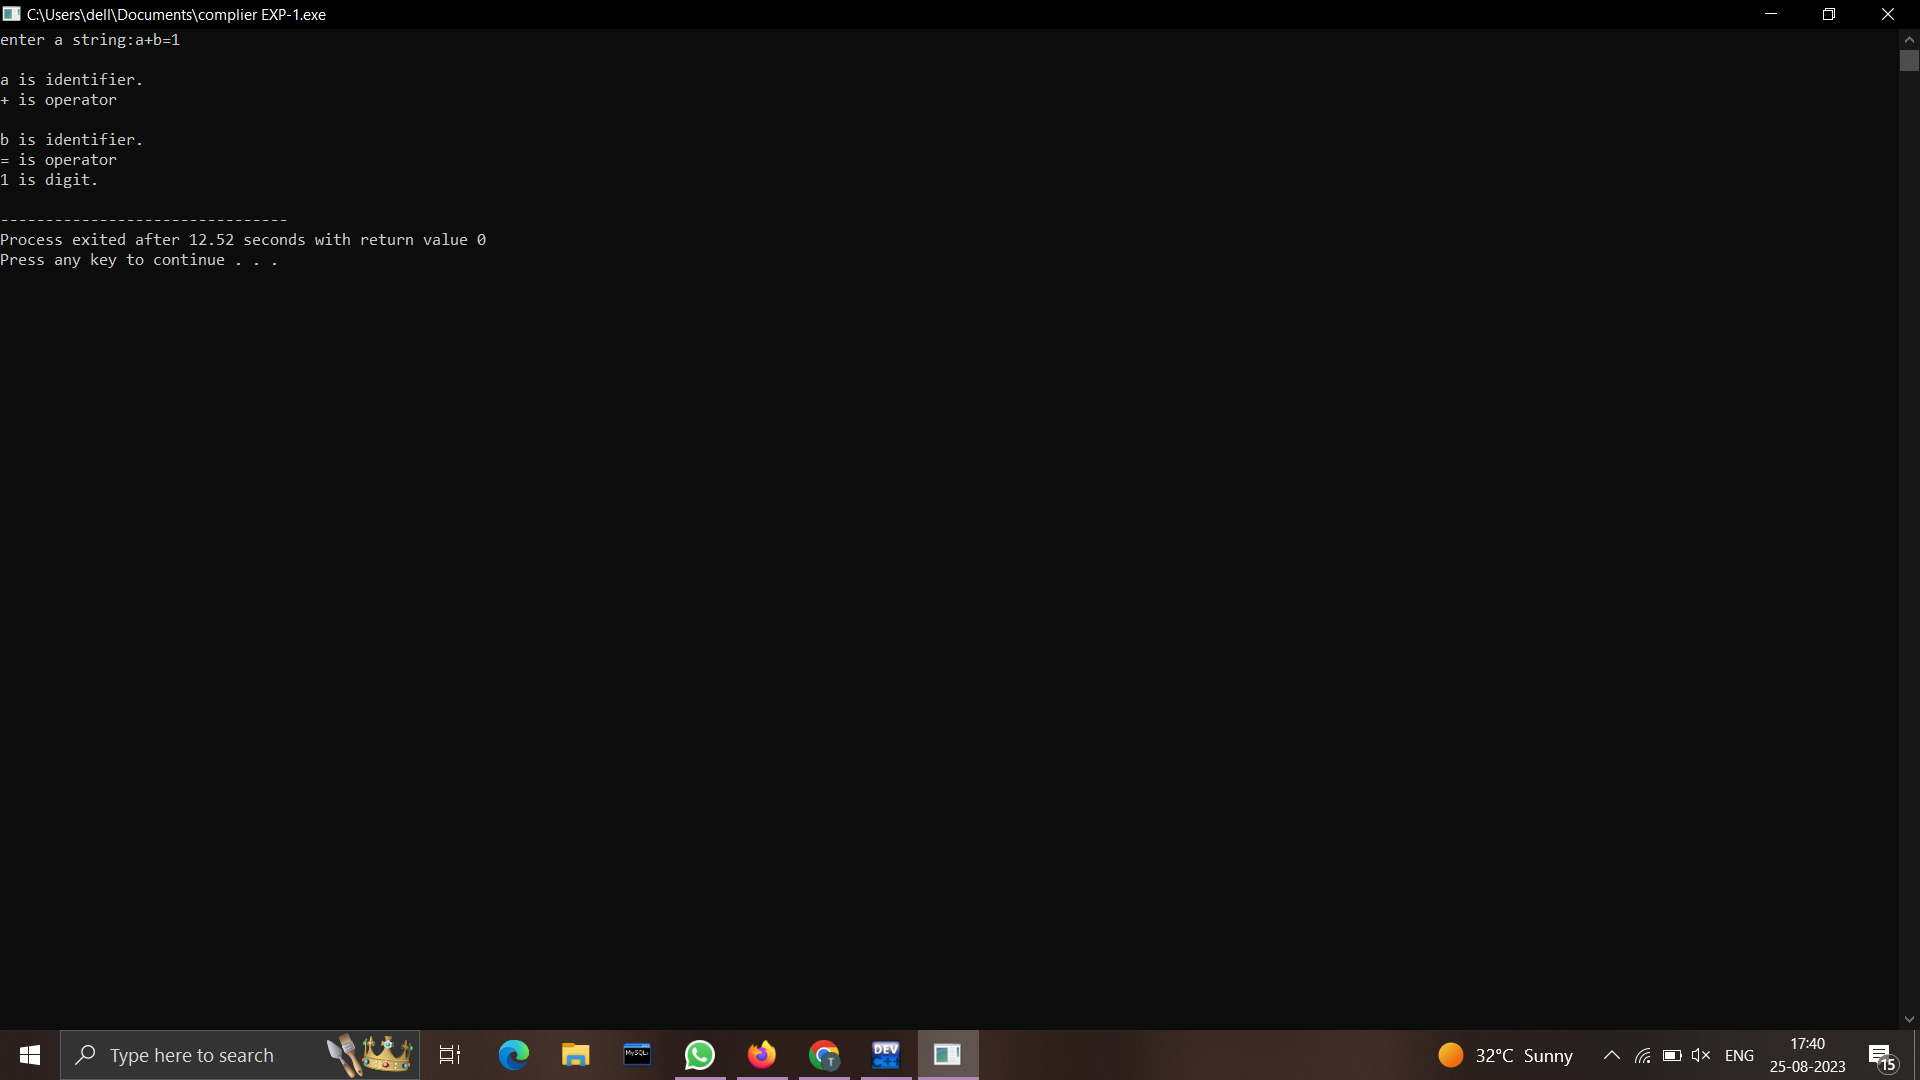 C:\Users\dell\Documents\complier EXP-1.exe
enter a string:a+b=1
a is identifier.
+ is operator
b is identifier.
= is operator
1 is digit.
--------------------------------
Process exited after 12.52 seconds with return value 0
Press any key to continue . . .
Type here to search
MySQL>
T
DEV
C++
32°C Sunny
ENG
17:40
25-08-2023
15